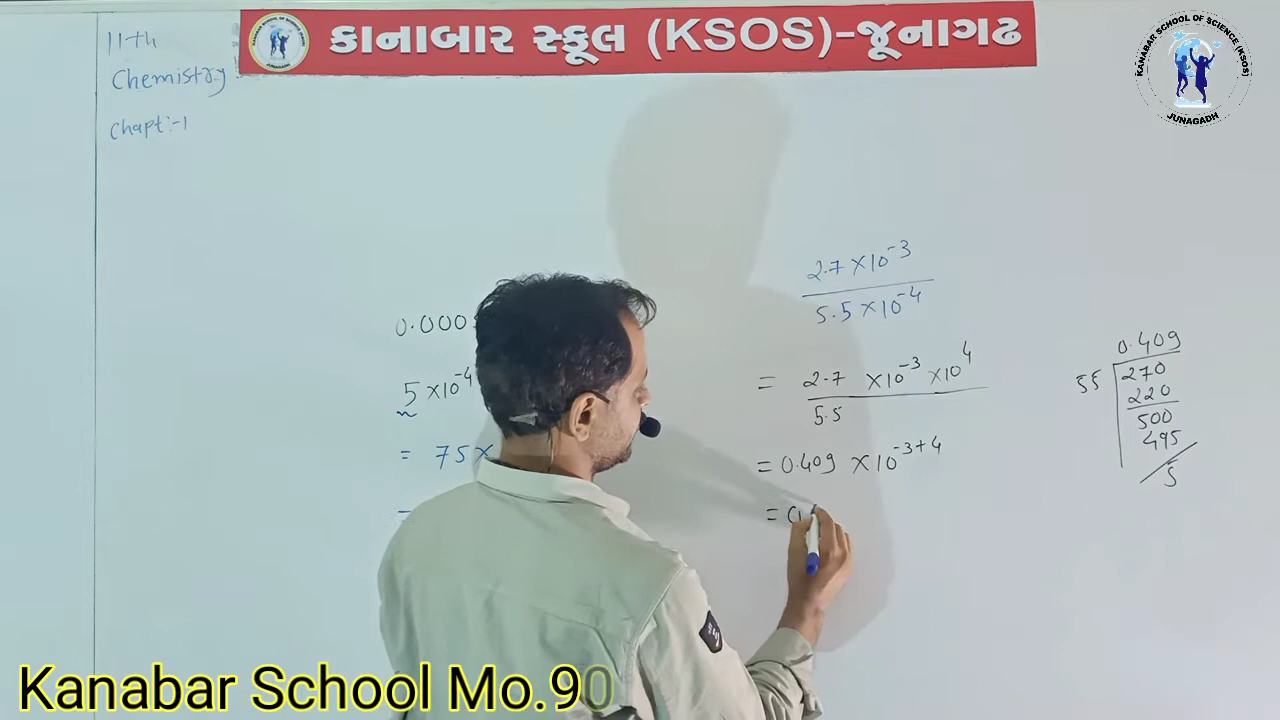 કાનાબાર સ્કૂલ (KSOS)-જૂનાગઢ
KANABAR SCHOOL OF SCIENCE (KSOS)
JUNAGADH
11th
Chemistry
Chapt:-1
0.000
5 ×10⁻⁴
= 75×
2.7 ×10⁻³
5.5 ×10⁻⁴
= 2.7 ×10⁻³ ×10⁴
5.5
= 0.409 ×10⁻³⁺⁴
= 0.
0.409
55 270
220
500
495
5
Kanabar School Mo.90